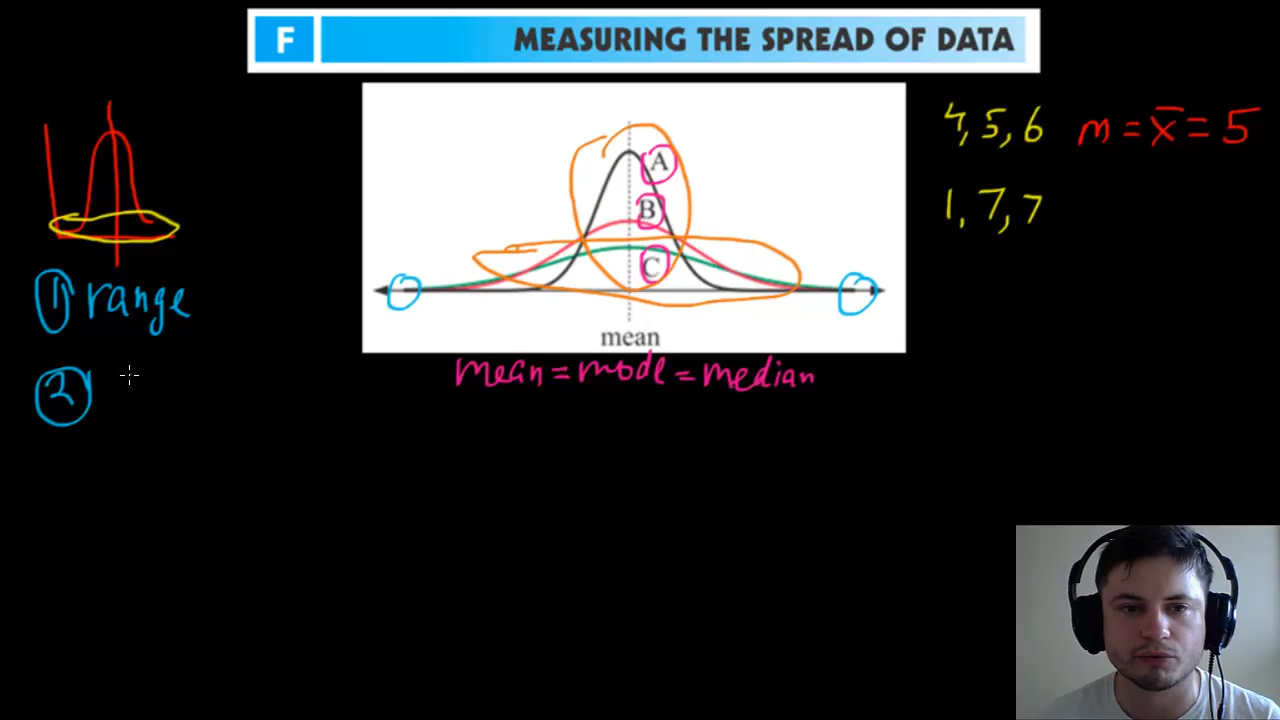 F
MEASURING THE SPREAD OF DATA
4, 5, 6 m = x̅ = 5
1, 7, 7
A
B
C
mean
mean = mode = median
① range
②